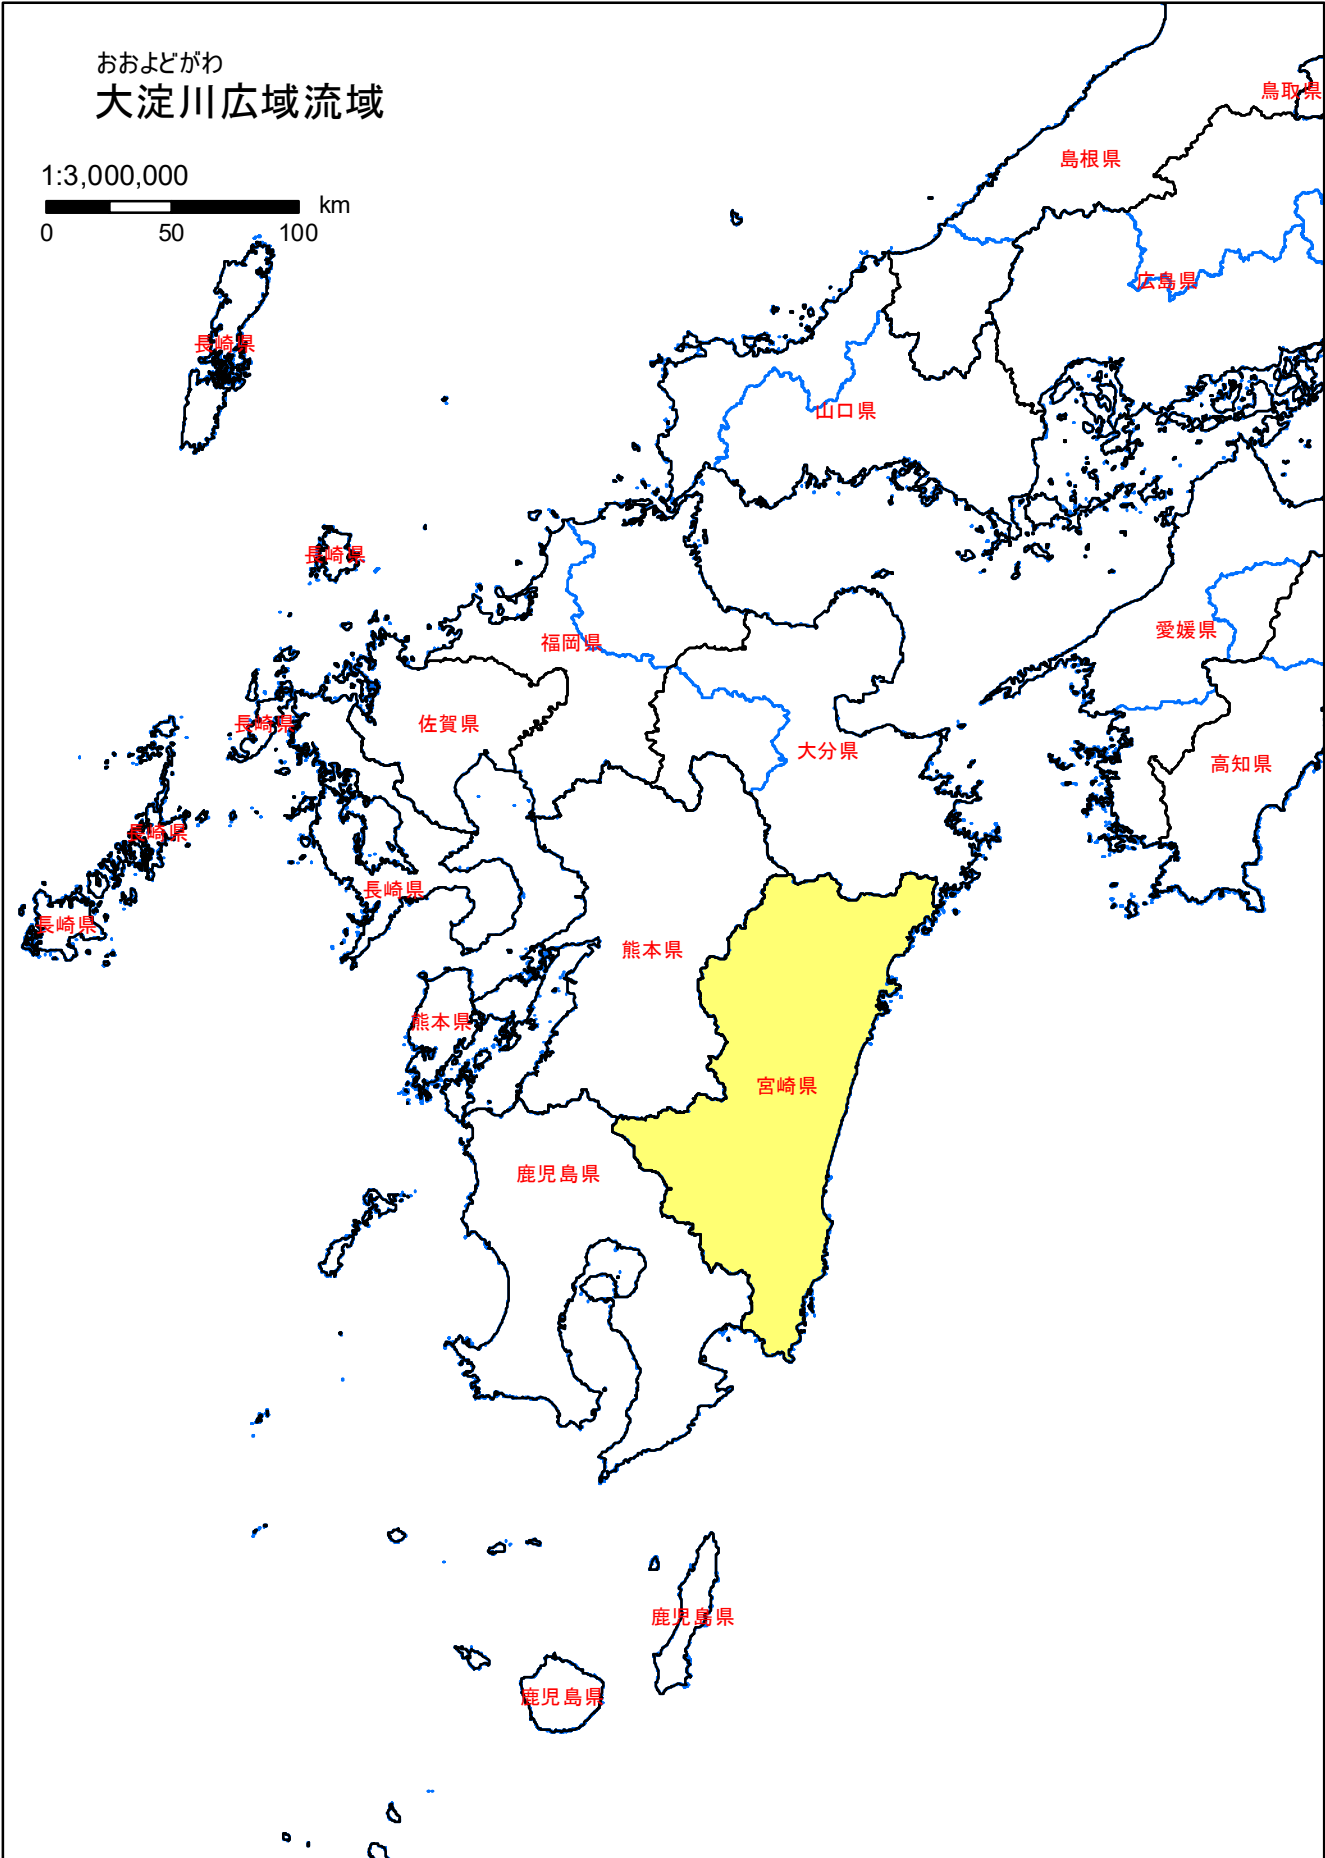 おおよどがわ
大淀川広域流域
1:3,000,000
km
0 50 100
鳥取県
島根県
広島県
長崎県
山口県
長崎県
愛媛県
福岡県
長崎県
佐賀県
大分県
高知県
長崎県
長崎県
長崎県
熊本県
熊本県
宮崎県
鹿児島県
鹿児島県
鹿児島県